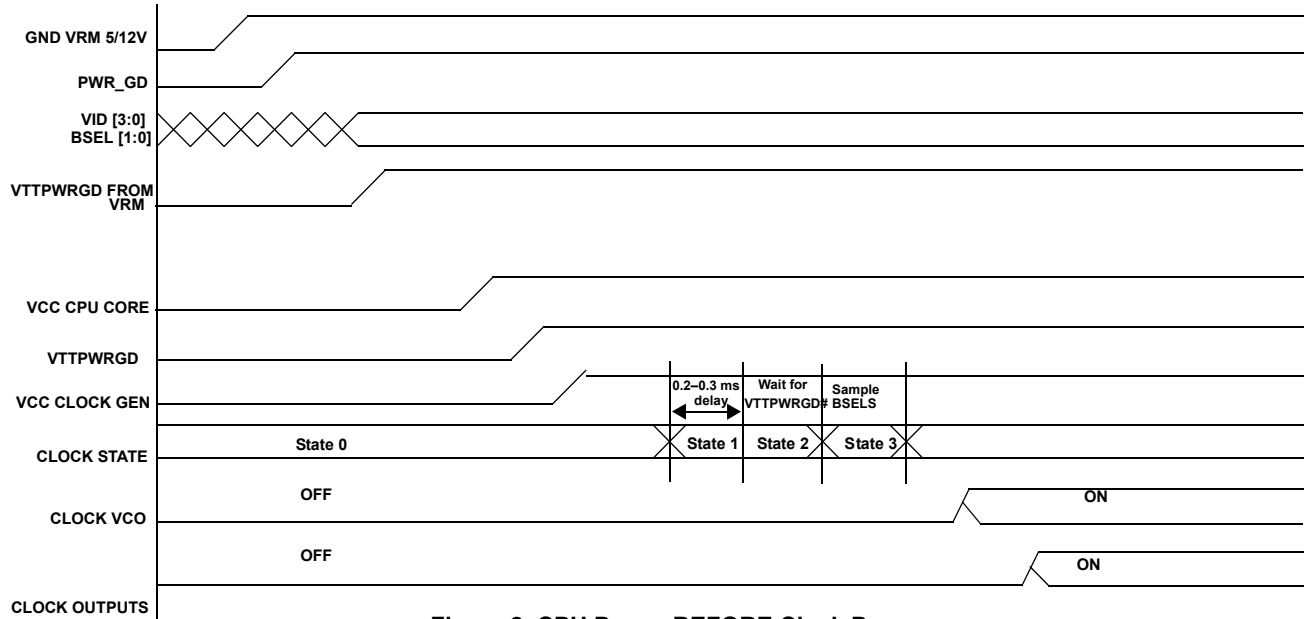 GND VRM 5/12V
PWR_GD
VID [3:0]
BSEL [1:0]
VTTPWRGD FROM
VRM
VCC CPU CORE
VTTPWRGD
VCC CLOCK GEN
0.2–0.3 ms
delay
Wait for
VTTPWRGD#
Sample
BSELS
CLOCK STATE
State 0
State 1
State 2
State 3
OFF
ON
CLOCK VCO
OFF
ON
CLOCK OUTPUTS